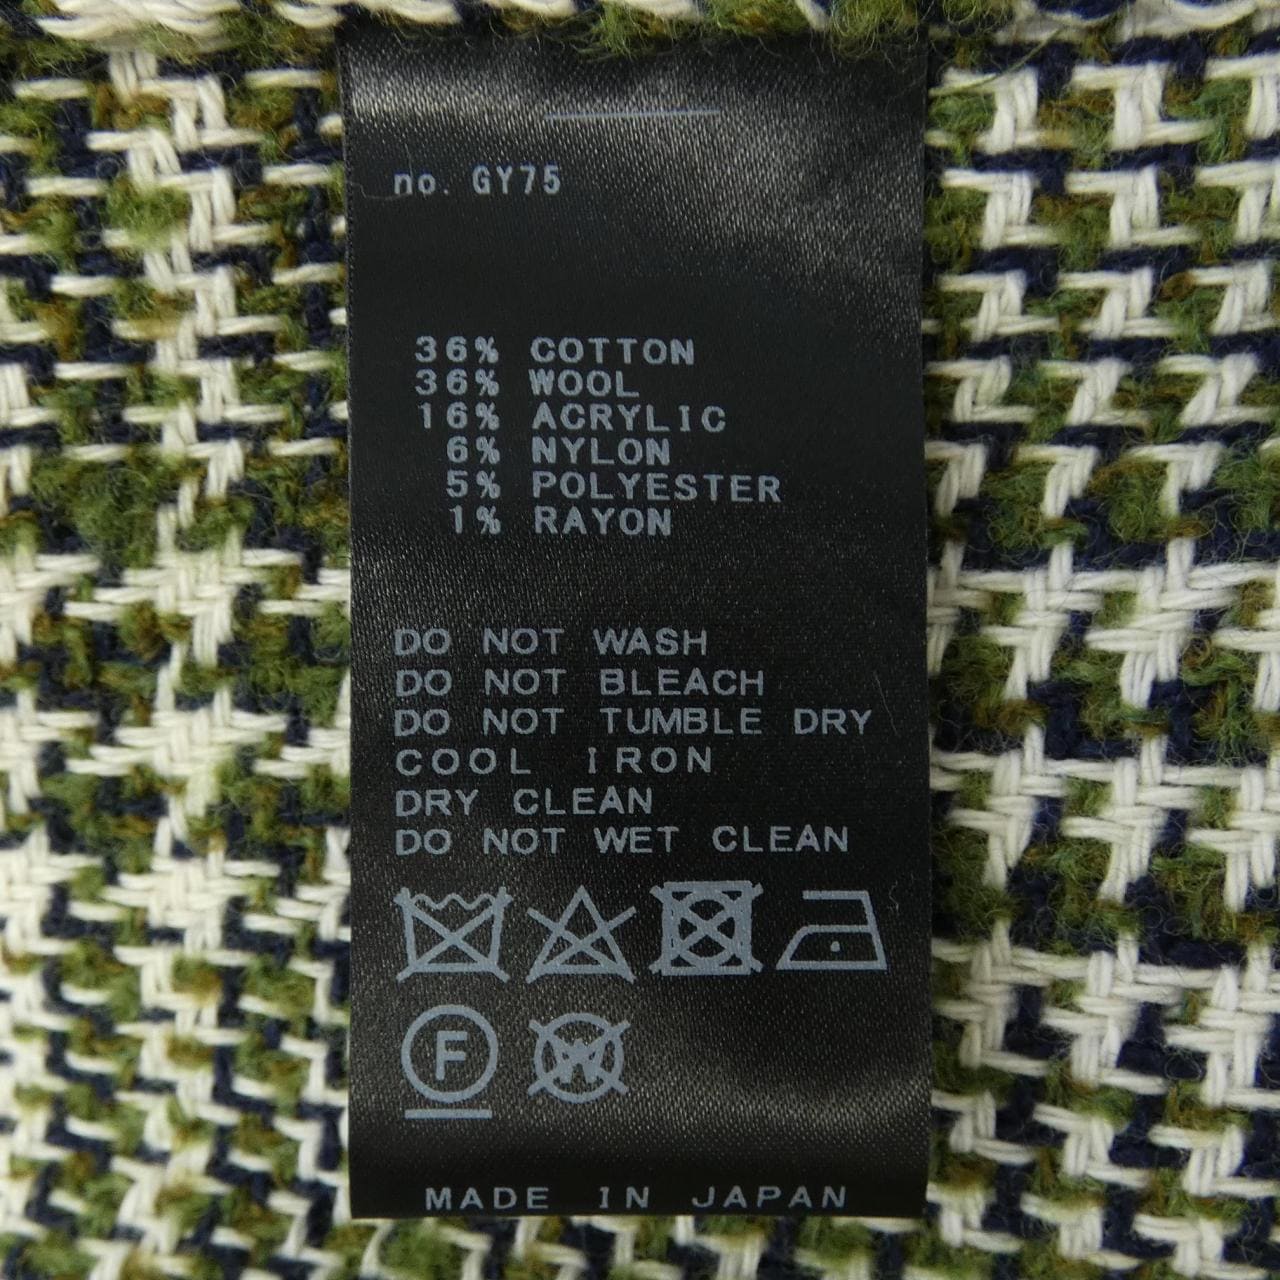 no. GY75
36% COTTON
36% WOOL
16% ACRYLIC
6% NYLON
5% POLYESTER
1% RAYON
DO NOT WASH
DO NOT BLEACH
DO NOT TUMBLE DRY
COOL IRON
DRY CLEAN
DO NOT WET CLEAN
F W
MADE IN JAPAN